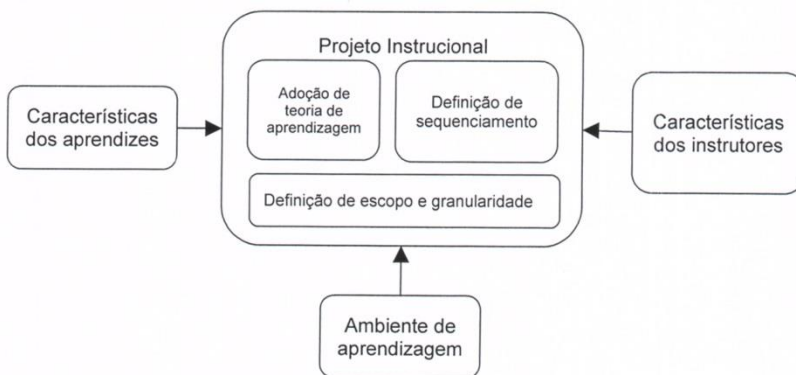 Projeto Instrucional
Adoção de
teoria de
aprendizagem
Definição de
sequenciamento
Definição de escopo e granularidade
Características
dos aprendizes
Características
dos instrutores
Ambiente de
aprendizagem